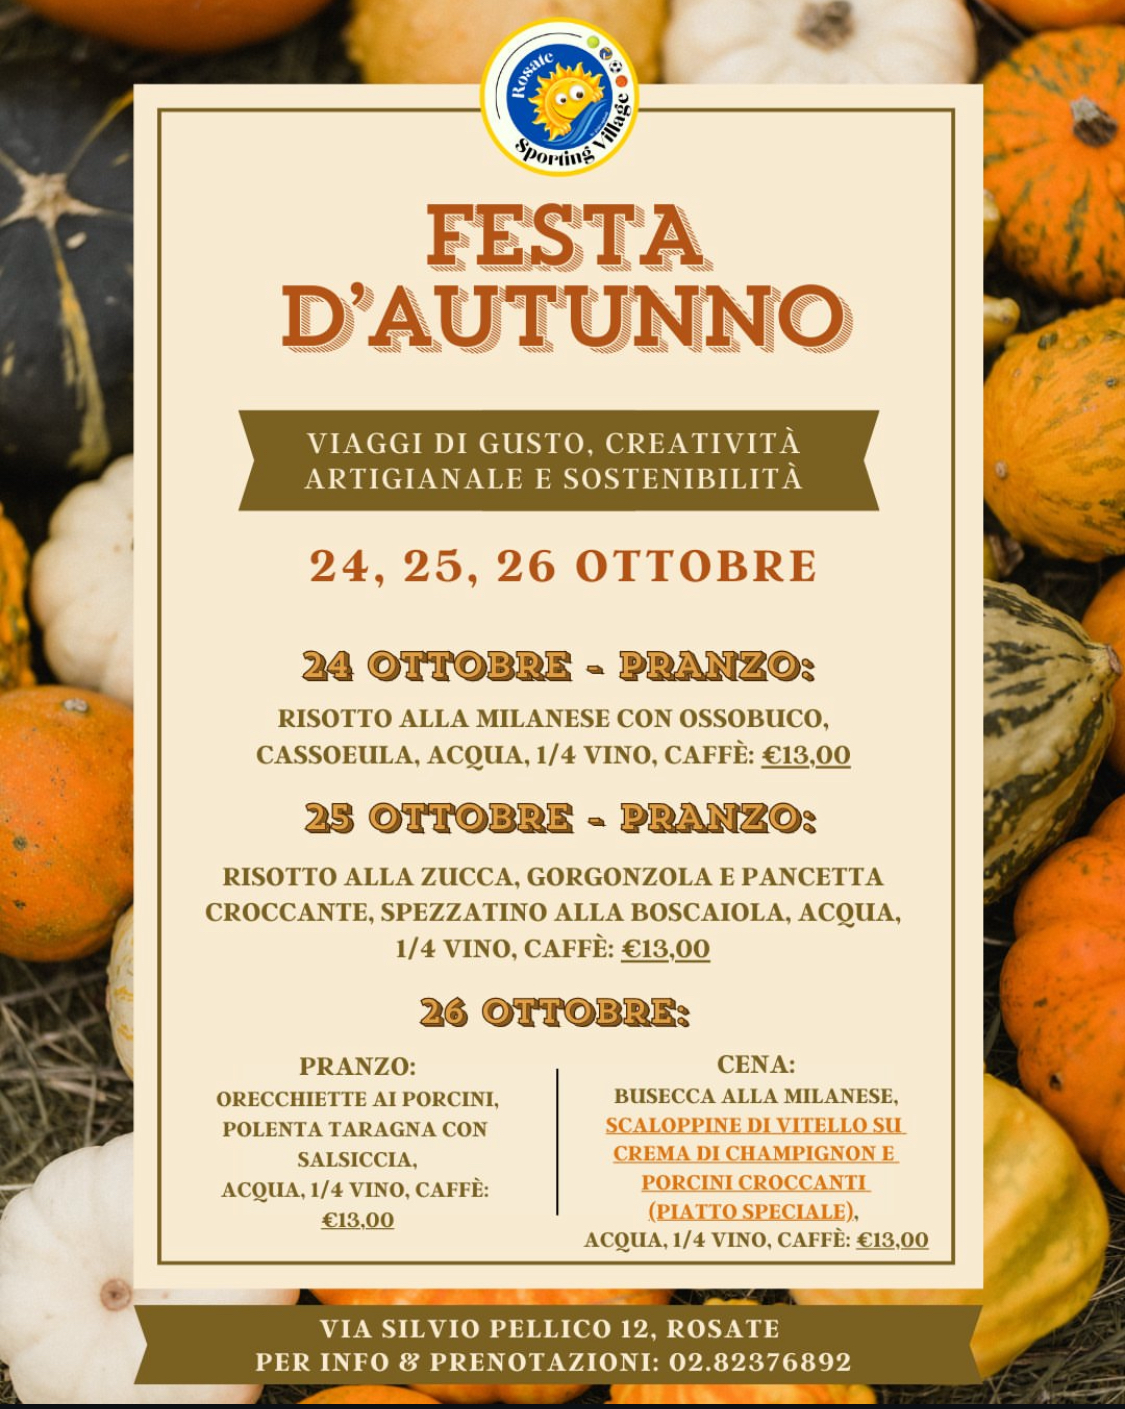 Rosate
Sporting Village
FESTA
D'AUTUNNO
VIAGGI DI GUSTO, CREATIVITÀ
ARTIGIANALE E SOSTENIBILITÀ
24, 25, 26 OTTOBRE
24 OTTOBRE - PRANZO:
RISOTTO ALLA MILANESE CON OSSOBUCO,
CASSOEULA, ACQUA, 1/4 VINO, CAFFÈ: €13,00
25 OTTOBRE - PRANZO:
RISOTTO ALLA ZUCCA, GORGONZOLA E PANCETTA
CROCCANTE, SPEZZATINO ALLA BOSCAIOLA, ACQUA,
1/4 VINO, CAFFÈ: €13,00
26 OTTOBRE:
PRANZO:
ORECCHIETTE AI PORCINI,
POLENTA TARAGNA CON
SALSICCIA,
ACQUA, 1/4 VINO, CAFFÈ:
€13,00
CENA:
BUSECCA ALLA MILANESE,
SCALOPPINE DI VITELLO SU
CREMA DI CHAMPIGNON E
PORCINI CROCCANTI
(PIATTO SPECIALE),
ACQUA, 1/4 VINO, CAFFÈ: €13,00
VIA SILVIO PELLICO 12, ROSATE
PER INFO & PRENOTAZIONI: 02.82376892